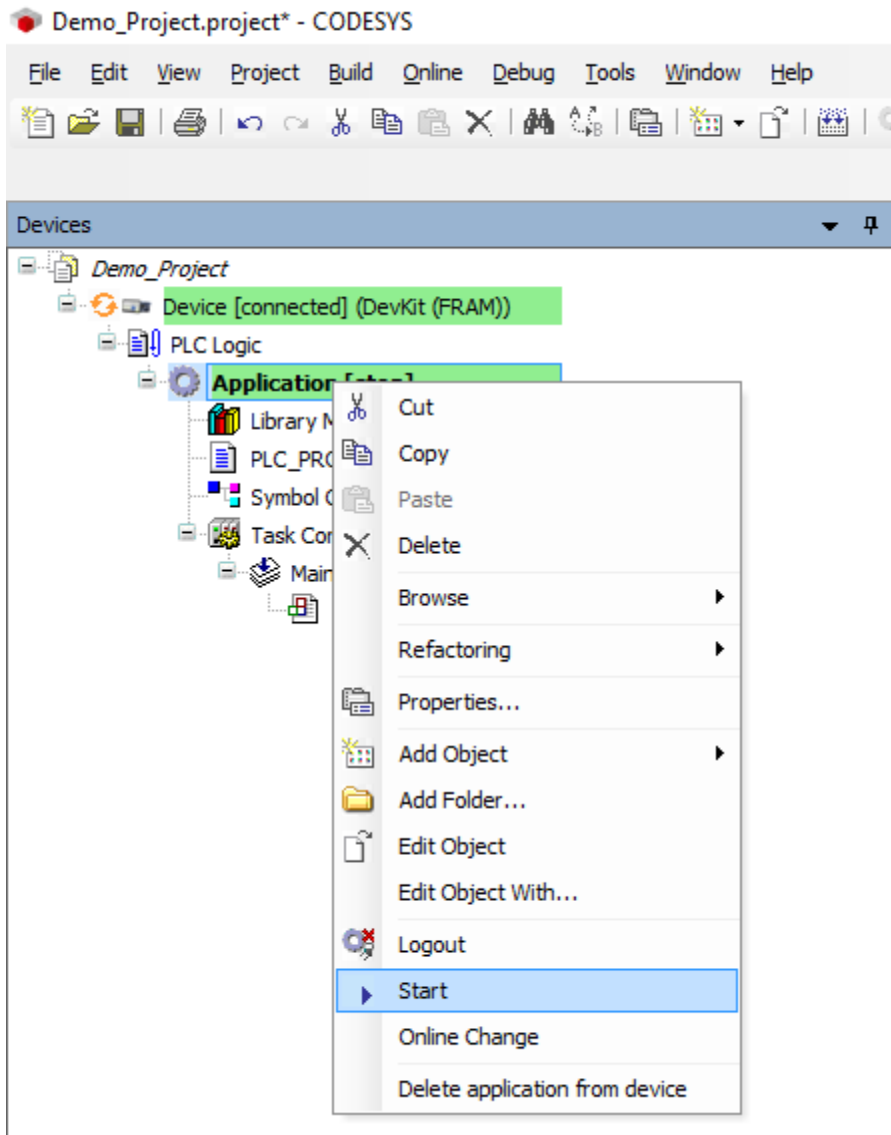 Demo_Project.project* - CODESYS
File Edit View Project Build Online Debug Tools Window Help
Devices
Demo_Project
Device [connected] (DevKit (FRAM))
PLC Logic
Application
Library
PLC_PRG
Symbol
Task
Main
Cut
Copy
Paste
Delete
Browse
Refactoring
Properties...
Add Object
Add Folder...
Edit Object
Edit Object With...
Logout
Start
Online Change
Delete application from device